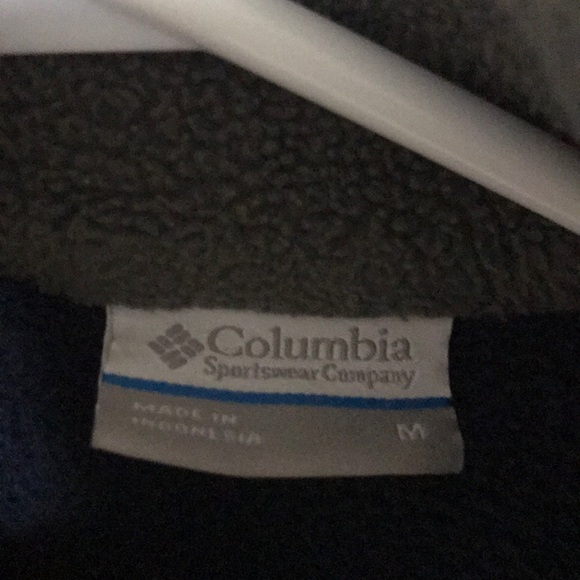 Columbia
Sportswear Company
MADE IN
INDONESIA
M